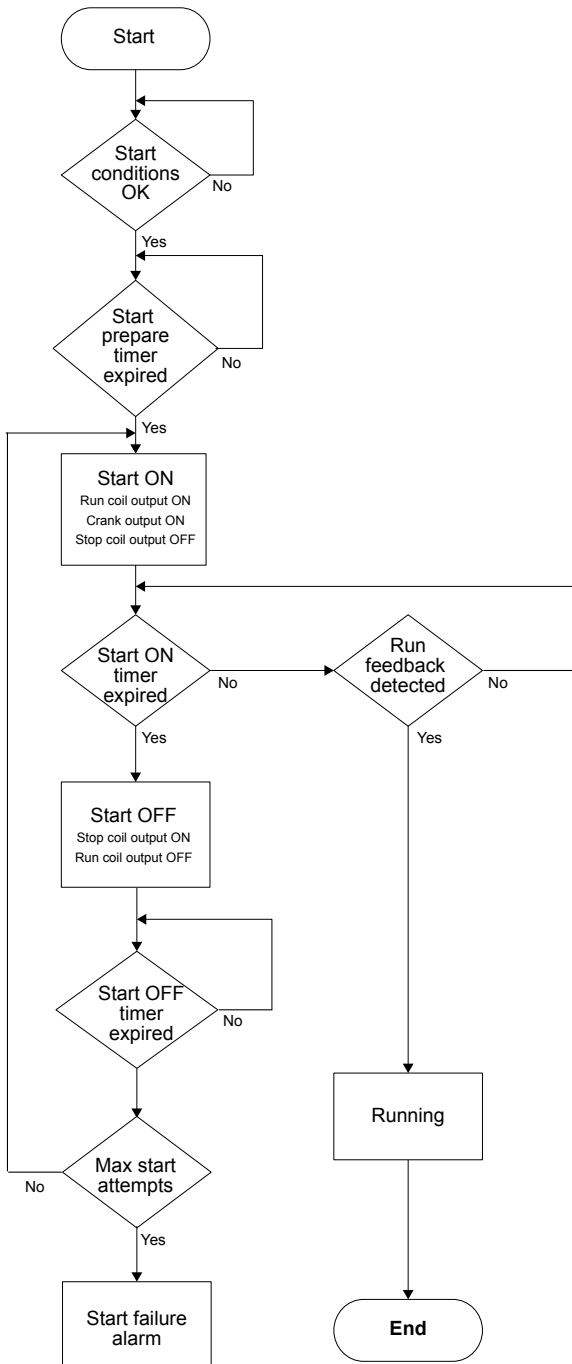 Start
Start
conditions
OK
No
Yes
Start
prepare
timer
expired
No
Yes
Start ON
Run coil output ON
Crank output ON
Stop coil output OFF
Start ON
timer
expired
No
Yes
Run
feedback
detected
No
Yes
Start OFF
Stop coil output ON
Run coil output OFF
Start OFF
timer
expired
No
Running
Max start
attempts
No
Yes
Start failure
alarm
End